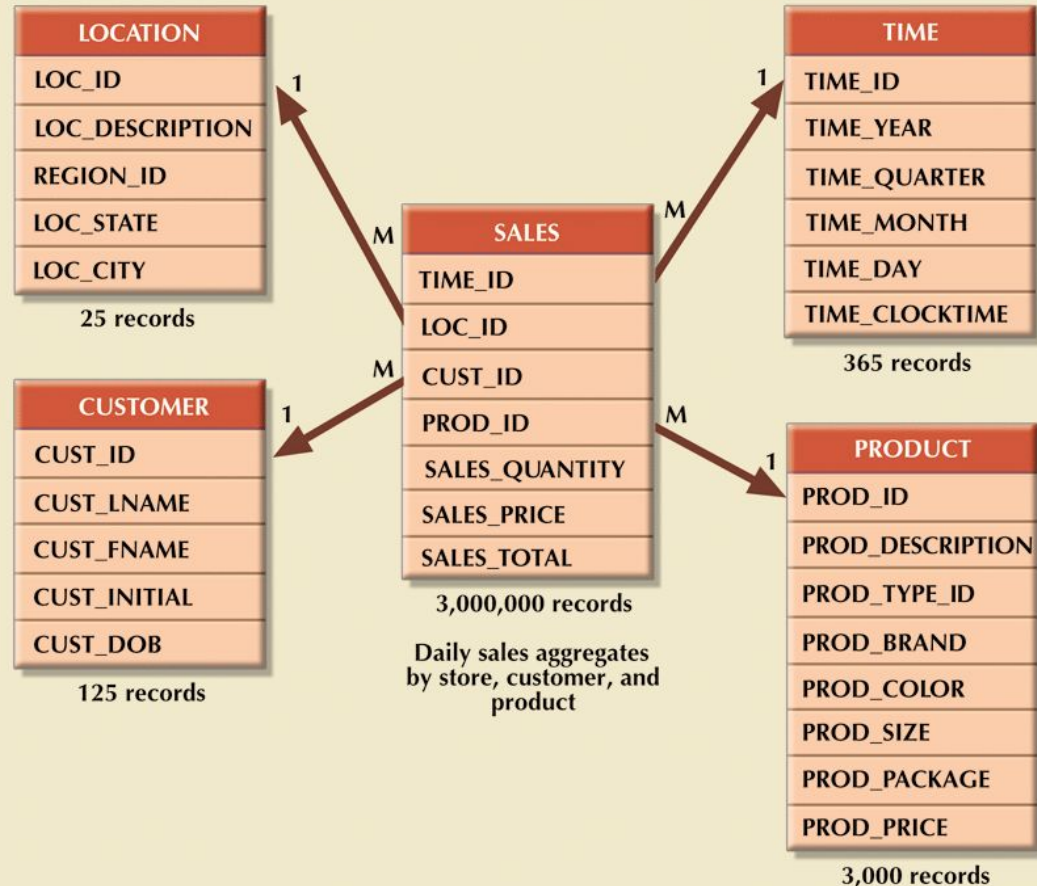 LOCATION
LOC_ID
LOC_DESCRIPTION
REGION_ID
LOC_STATE
LOC_CITY
25 records
1
M
TIME
TIME_ID
TIME_YEAR
TIME_QUARTER
TIME_MONTH
TIME_DAY
TIME_CLOCKTIME
365 records
1
M
SALES
TIME_ID
LOC_ID
CUST_ID
PROD_ID
SALES_QUANTITY
SALES_PRICE
SALES_TOTAL
3,000,000 records
Daily sales aggregates
by store, customer, and
product
CUSTOMER
CUST_ID
CUST_LNAME
CUST_FNAME
CUST_INITIAL
CUST_DOB
125 records
1
M
PRODUCT
PROD_ID
PROD_DESCRIPTION
PROD_TYPE_ID
PROD_BRAND
PROD_COLOR
PROD_SIZE
PROD_PACKAGE
PROD_PRICE
3,000 records
M
1